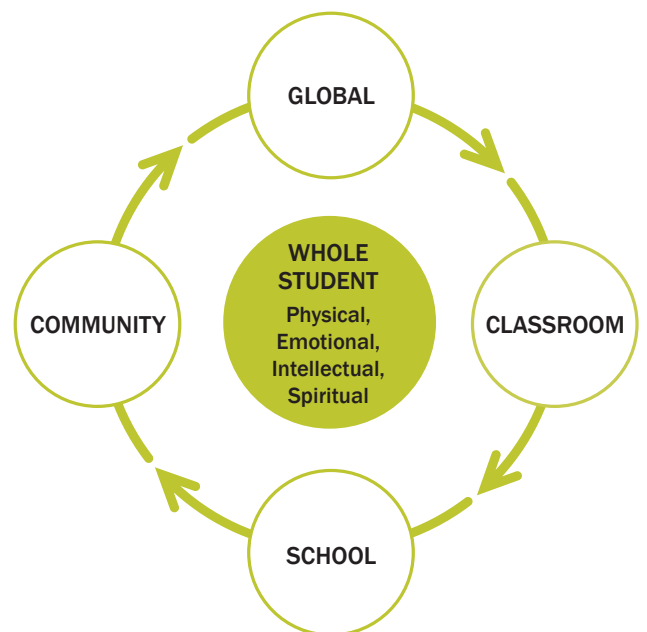 GLOBAL
WHOLE
STUDENT
Physical,
Emotional,
Intellectual,
Spiritual
COMMUNITY
CLASSROOM
SCHOOL